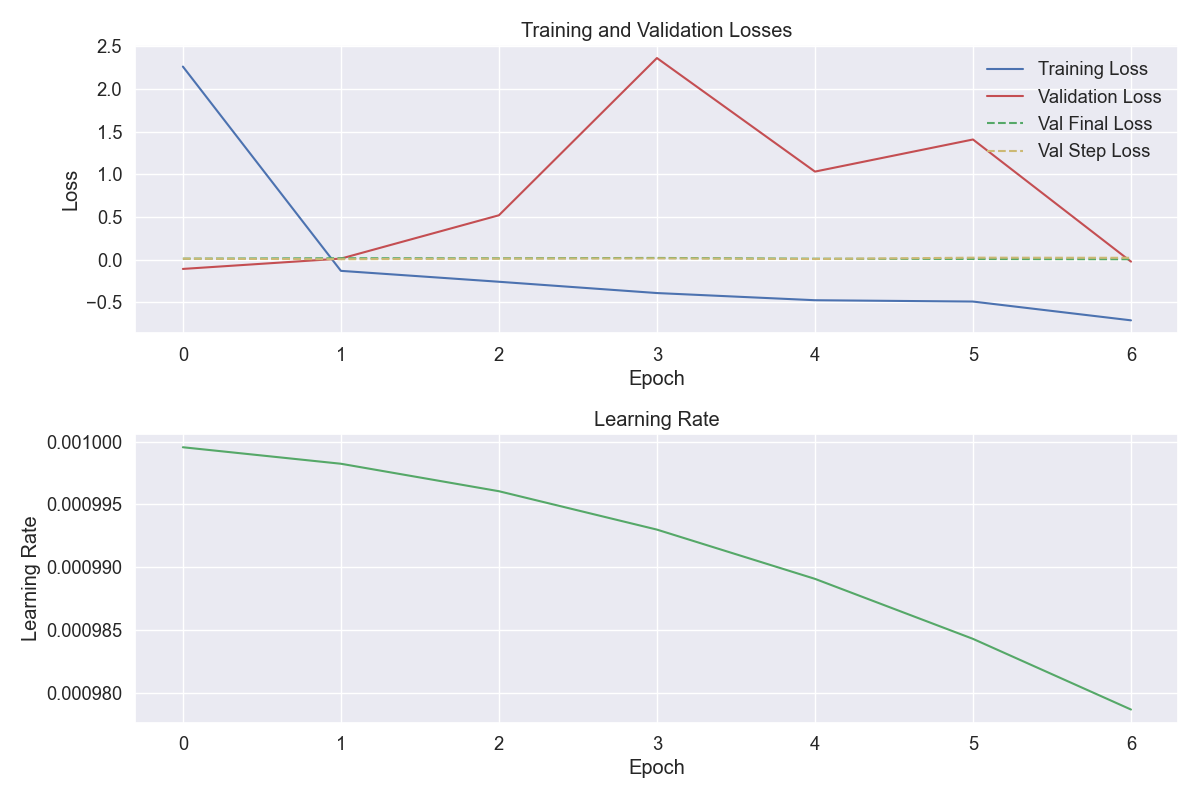 Training and Validation Losses
2.5
2.0
1.5
1.0
0.5
0.0
−0.5
Loss
Training Loss
Validation Loss
Val Final Loss
Val Step Loss
0 1 2 3 4 5 6
Epoch
Learning Rate
0.001000
0.000995
0.000990
0.000985
0.000980
Learning Rate
0 1 2 3 4 5 6
Epoch